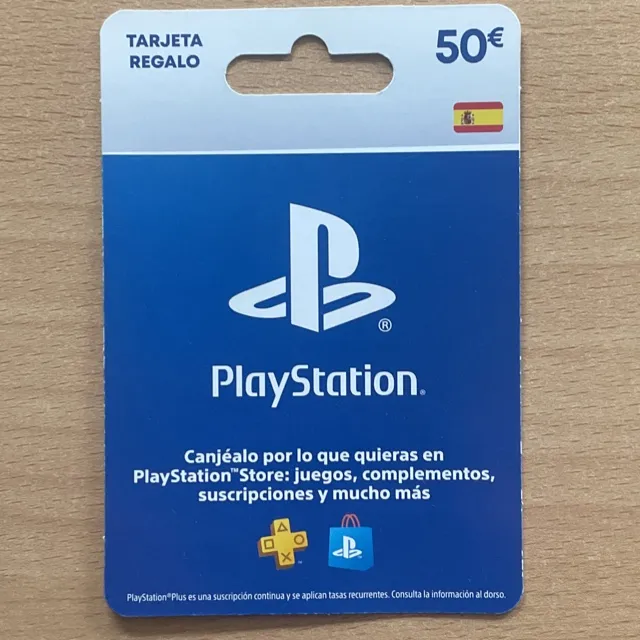 TARJETA
REGALO
50€
®
PlayStation®
Canjéalo por lo que quieras en
PlayStation™Store: juegos, complementos,
suscripciones y mucho más
™
PlayStation®Plus es una suscripción continua y se aplican tasas recurrentes. Consulta la información al dorso.